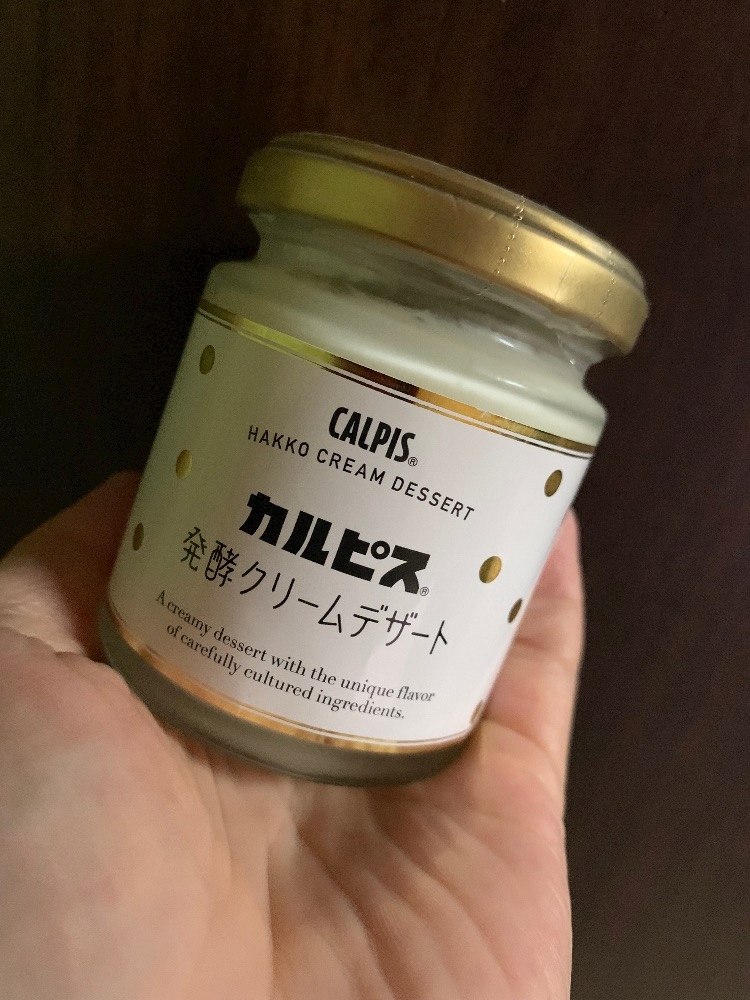 CALPIS®
HAKKO CREAM DESSERT
カルピス®
発酵クリームデザート
A creamy dessert with the unique flavor
of carefully cultured ingredients.